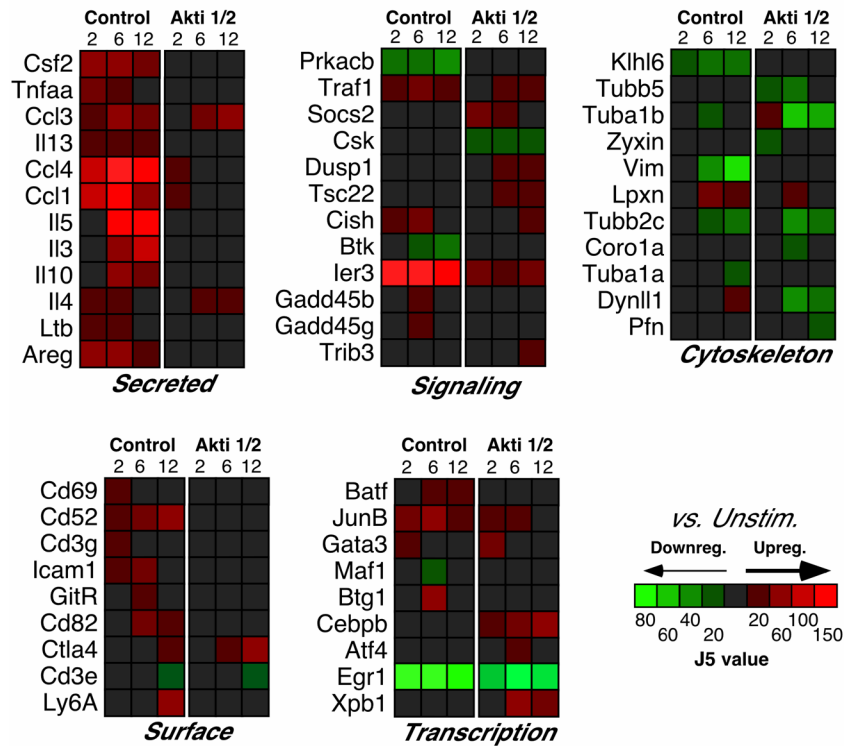 Control Akti 1/2
2 6 12 2 6 12
Csf2
Tnfaa
Ccl3
Il13
Ccl4
Ccl1
Il5
Il3
Il10
Il4
Ltb
Areg
Secreted
Control Akti 1/2
2 6 12 2 6 12
Prkacb
Traf1
Socs2
Csk
Dusp1
Tsc22
Cish
Btk
Ier3
Gadd45b
Gadd45g
Trib3
Signaling
Control Akti 1/2
2 6 12 2 6 12
Klhl6
Tubb5
Tuba1b
Zyxin
Vim
Lpxn
Tubb2c
Coro1a
Tuba1a
Dynll1
Pfn
Cytoskeleton
Control Akti 1/2
2 6 12 2 6 12
Cd69
Cd52
Cd3g
Icam1
GitR
Cd82
Ctla4
Cd3e
Ly6A
Surface
Control Akti 1/2
2 6 12 2 6 12
Batf
JunB
Gata3
Maf1
Btg1
Cebpb
Atf4
Egr1
Xpb1
Transcription
vs. Unstim.
Downreg. Upreg.
80 40 20 100
60 20 60 150
J5 value